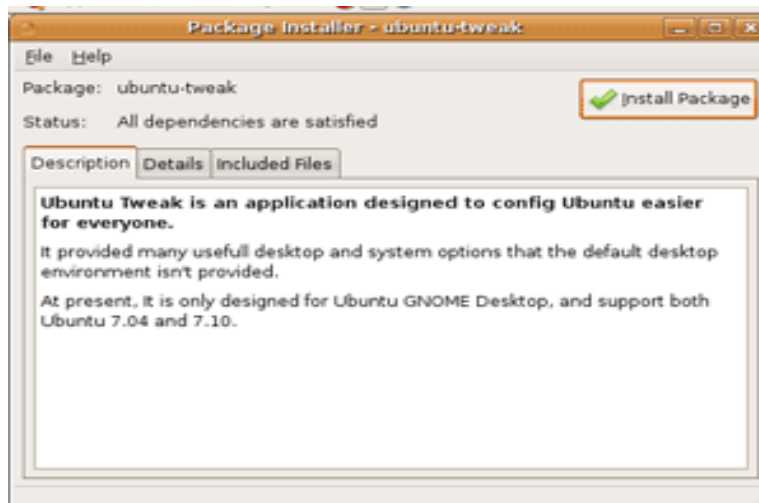 Package Installer - ubuntu-tweak
File Help
Package: ubuntu-tweak
Install Package
Status: All dependencies are satisfied
Description Details Included Files
Ubuntu Tweak is an application designed to config Ubuntu easier
for everyone.
It provided many usefull desktop and system options that the default desktop
environment isn't provided.
At present, It is only designed for Ubuntu GNOME Desktop, and support both
Ubuntu 7.04 and 7.10.